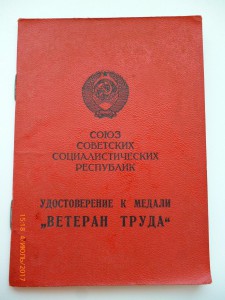 СОЮЗ
СОВЕТСКИХ
СОЦИАЛИСТИЧЕСКИХ
РЕСПУБЛИК
УДОСТОВЕРЕНИЕ К МЕДАЛИ
„ВЕТЕРАН ТРУДА“